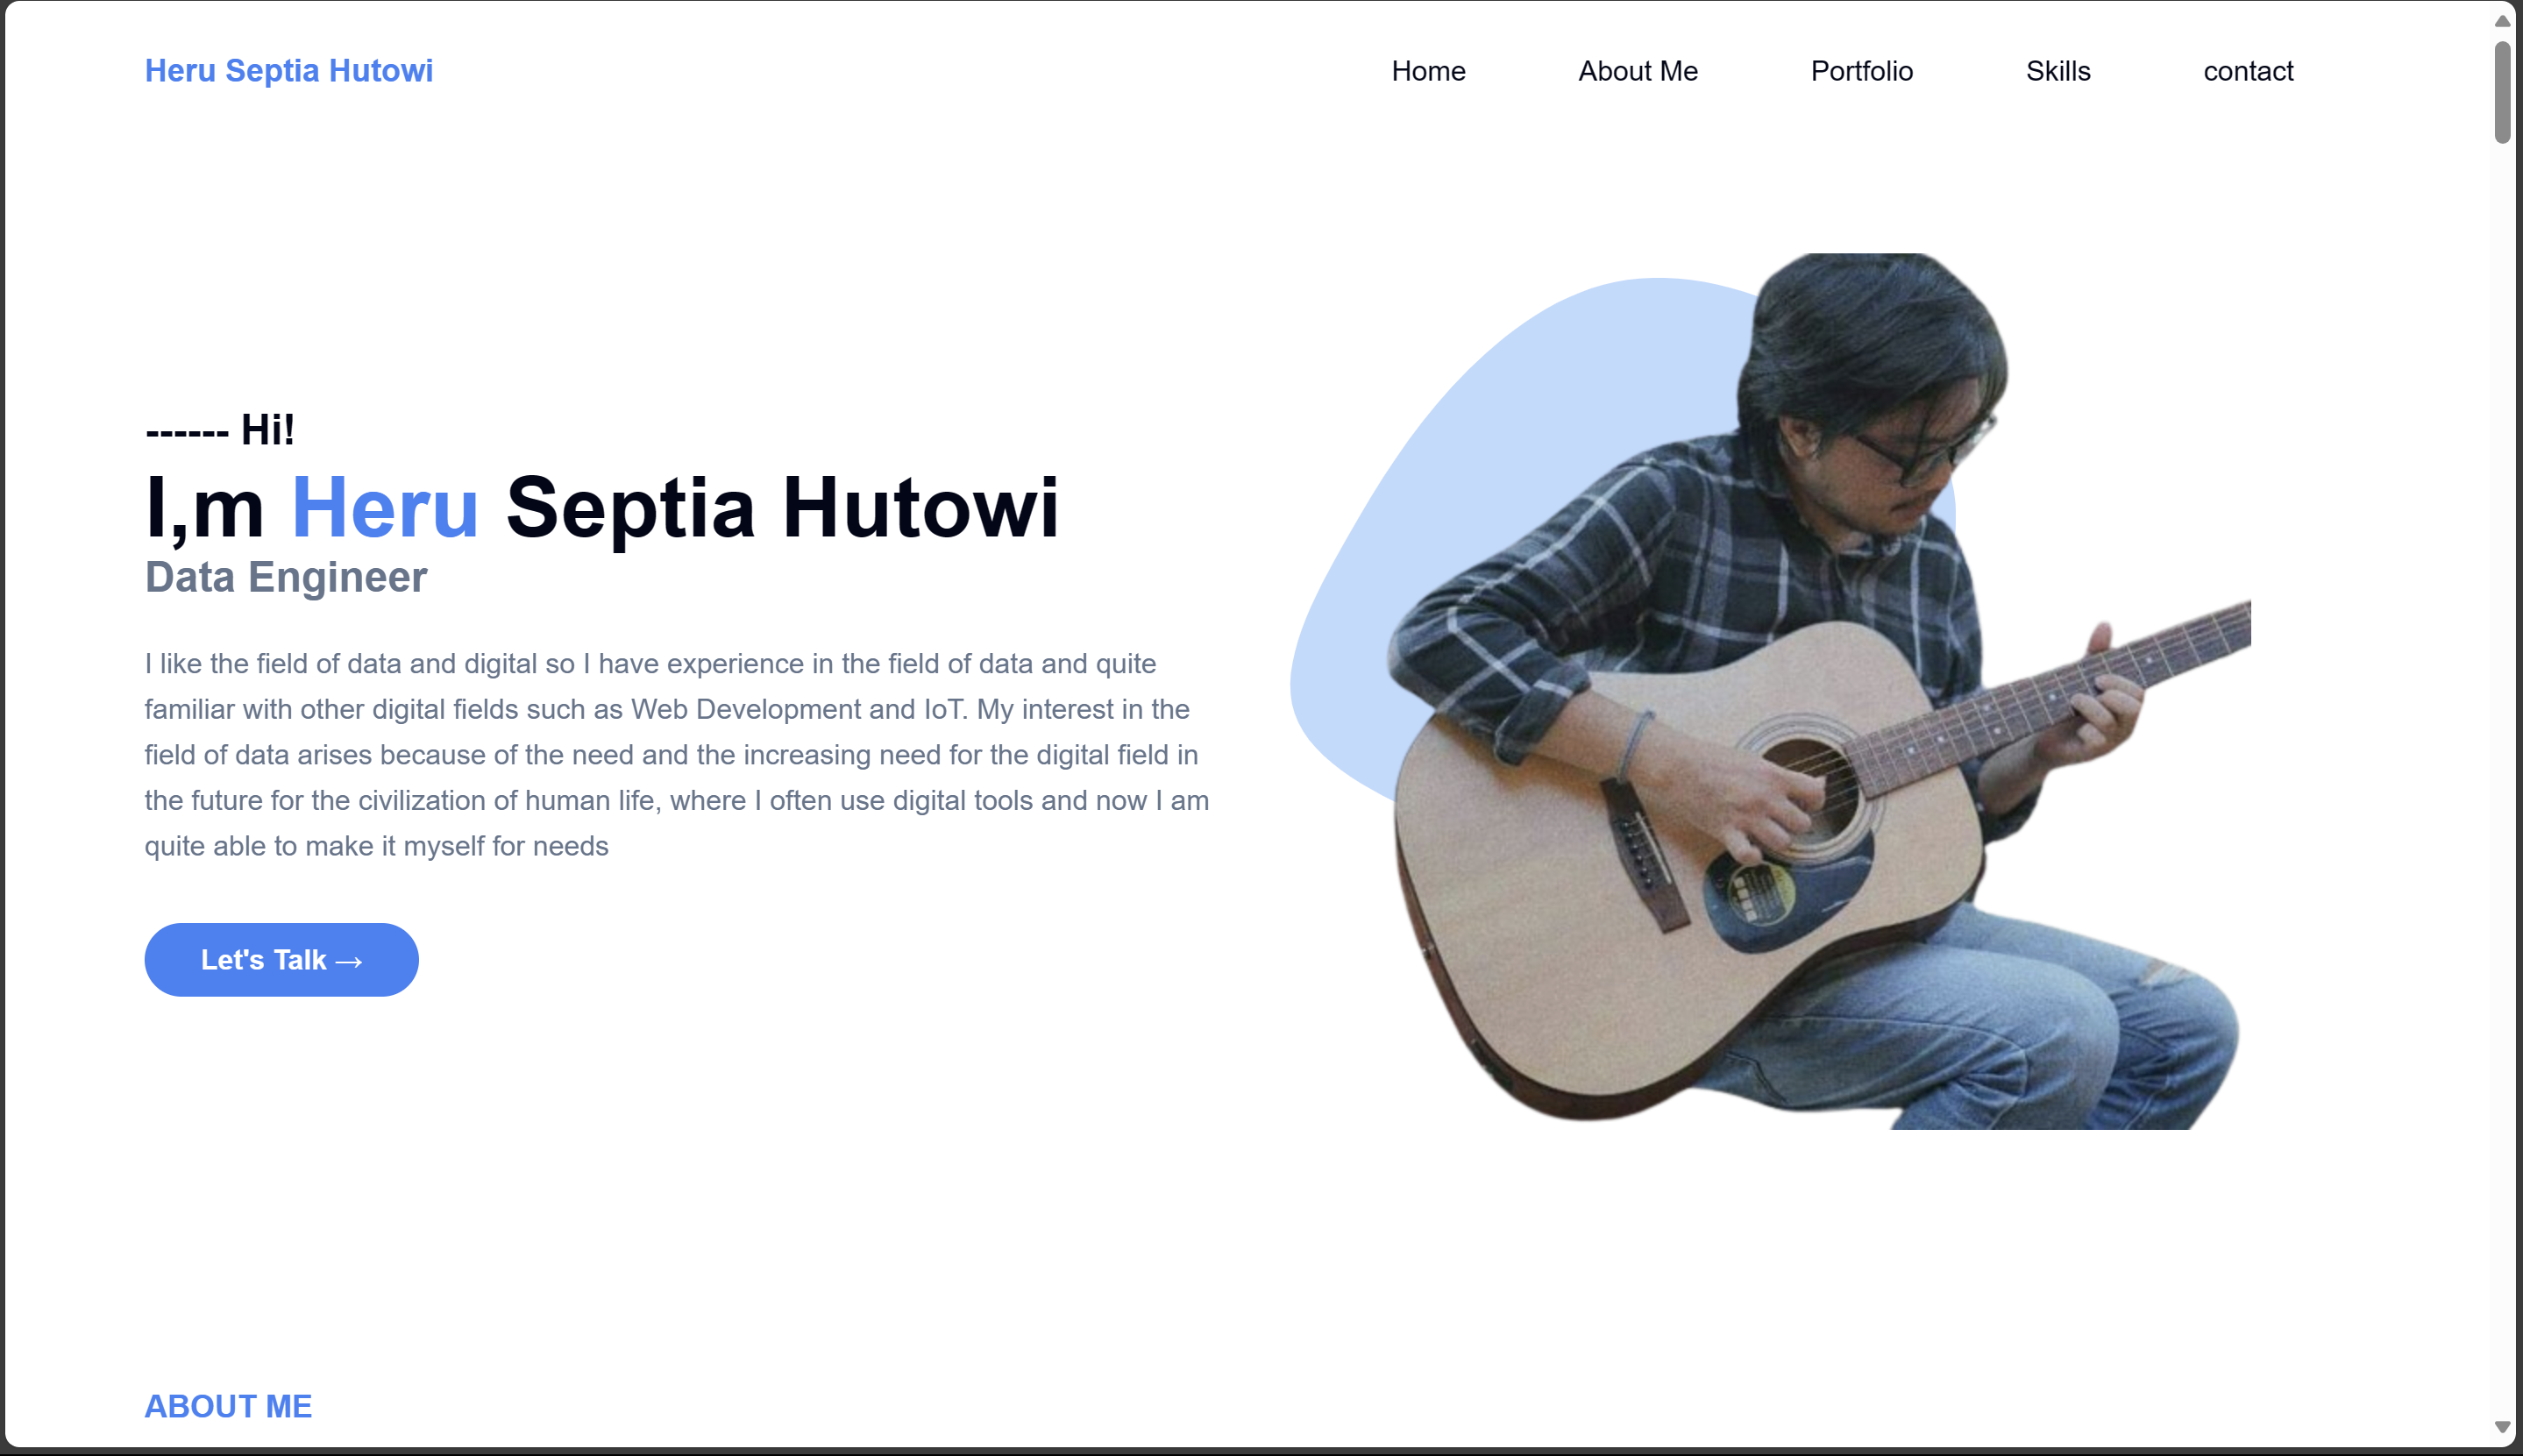 Heru Septia Hutowi
Home About Me Portfolio Skills contact
------ Hi!
I,m Heru Septia Hutowi
Data Engineer
I like the field of data and digital so I have experience in the field of data and quite
familiar with other digital fields such as Web Development and IoT. My interest in the
field of data arises because of the need and the increasing need for the digital field in
the future for the civilization of human life, where I often use digital tools and now I am
quite able to make it myself for needs
Let's Talk →
ABOUT ME